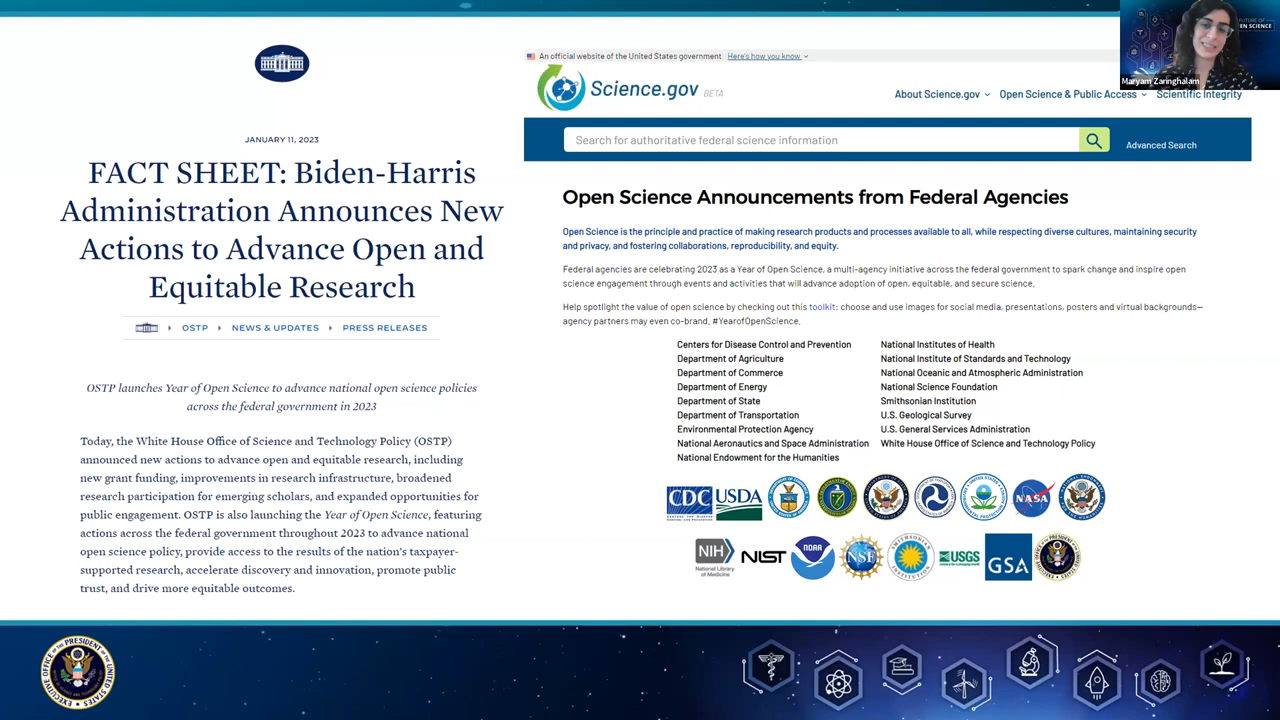 JANUARY 11, 2023
FACT SHEET: Biden-Harris
Administration Announces New
Actions to Advance Open and
Equitable Research
OSTP
NEWS & UPDATES
PRESS RELEASES
OSTP launches Year of Open Science to advance national open science policies
across the federal government in 2023
Today, the White House Office of Science and Technology Policy (OSTP)
announced new actions to advance open and equitable research, including
new grant funding, improvements in research infrastructure, broadened
research participation for emerging scholars, and expanded opportunities for
public engagement. OSTP is also launching the Year of Open Science, featuring
actions across the federal government throughout 2023 to advance national
open science policy, provide access to the results of the nation's taxpayer-
supported research, accelerate discovery and innovation, promote public
trust, and drive more equitable outcomes.
An official website of the United States government Here's how you know
Science.gov BETA
About Science.gov Open Science & Public Access Scientific Integrity
Search for authoritative federal science information
Advanced Search
Open Science Announcements from Federal Agencies
Open Science is the principle and practice of making research products and processes available to all, while respecting diverse cultures, maintaining security
and privacy, and fostering collaborations, reproducibility, and equity.
Federal agencies are celebrating 2023 as a Year of Open Science, a multi-agency initiative across the federal government to spark change and inspire open
science engagement through events and activities that will advance adoption of open, equitable, and secure science.
Help spotlight the value of open science by checking out this toolkit: choose and use images for social media, presentations, posters and virtual backgrounds—
agency partners may even co-brand. #YearofOpenScience.
Centers for Disease Control and Prevention
Department of Agriculture
Department of Commerce
Department of Energy
Department of State
Department of Transportation
Environmental Protection Agency
National Aeronautics and Space Administration
National Endowment for the Humanities
National Institutes of Health
National Institute of Standards and Technology
National Oceanic and Atmospheric Administration
National Science Foundation
Smithsonian Institution
U.S. Geological Survey
U.S. General Services Administration
White House Office of Science and Technology Policy
CDC
USDA
NASA
NIH
National Library
of Medicine
NIST
NOAA
NSF
USGS
GSA
EN SCIENCE
Maryam Zaringhalam
EXECUTIVE OFFICE OF THE PRESIDENT OF THE UNITED STATES